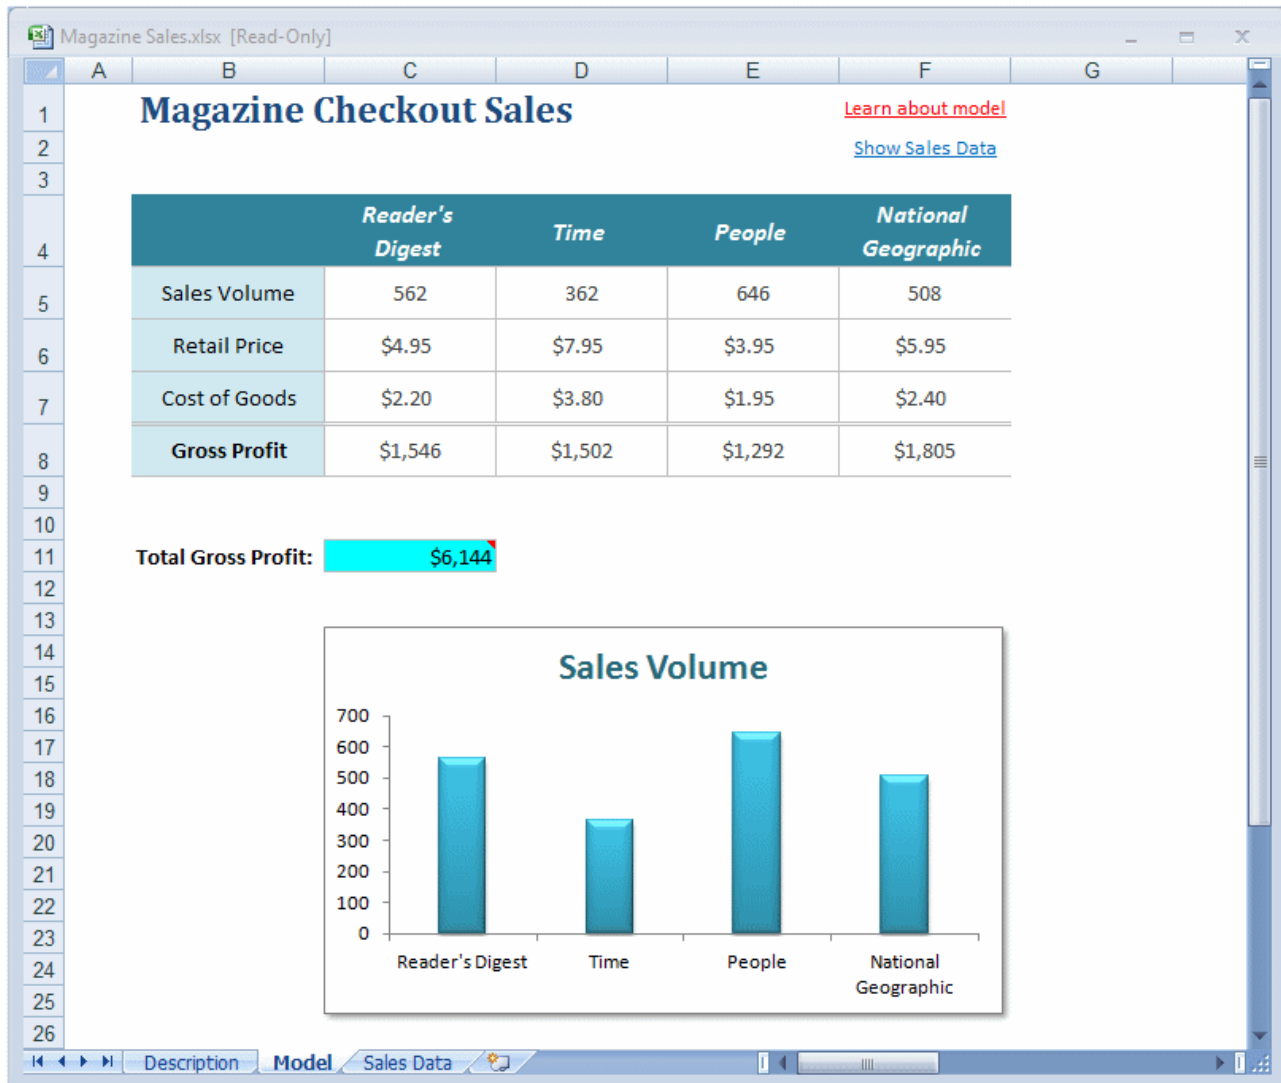 Magazine Sales.xlsx [Read-Only]
A B C D E F G
1 Magazine Checkout Sales Learn about model
2 Show Sales Data
3
4 Reader's Digest Time People National Geographic
5 Sales Volume 562 362 646 508
6 Retail Price $4.95 $7.95 $3.95 $5.95
7 Cost of Goods $2.20 $3.80 $1.95 $2.40
8 Gross Profit $1,546 $1,502 $1,292 $1,805
9
10
11 Total Gross Profit: $6,144
12
13
14
15
16
17
18
19
20
21
22
23
24
25
26
Sales Volume
700
600
500
400
300
200
100
0
Reader's Digest Time People National Geographic
Description Model Sales Data